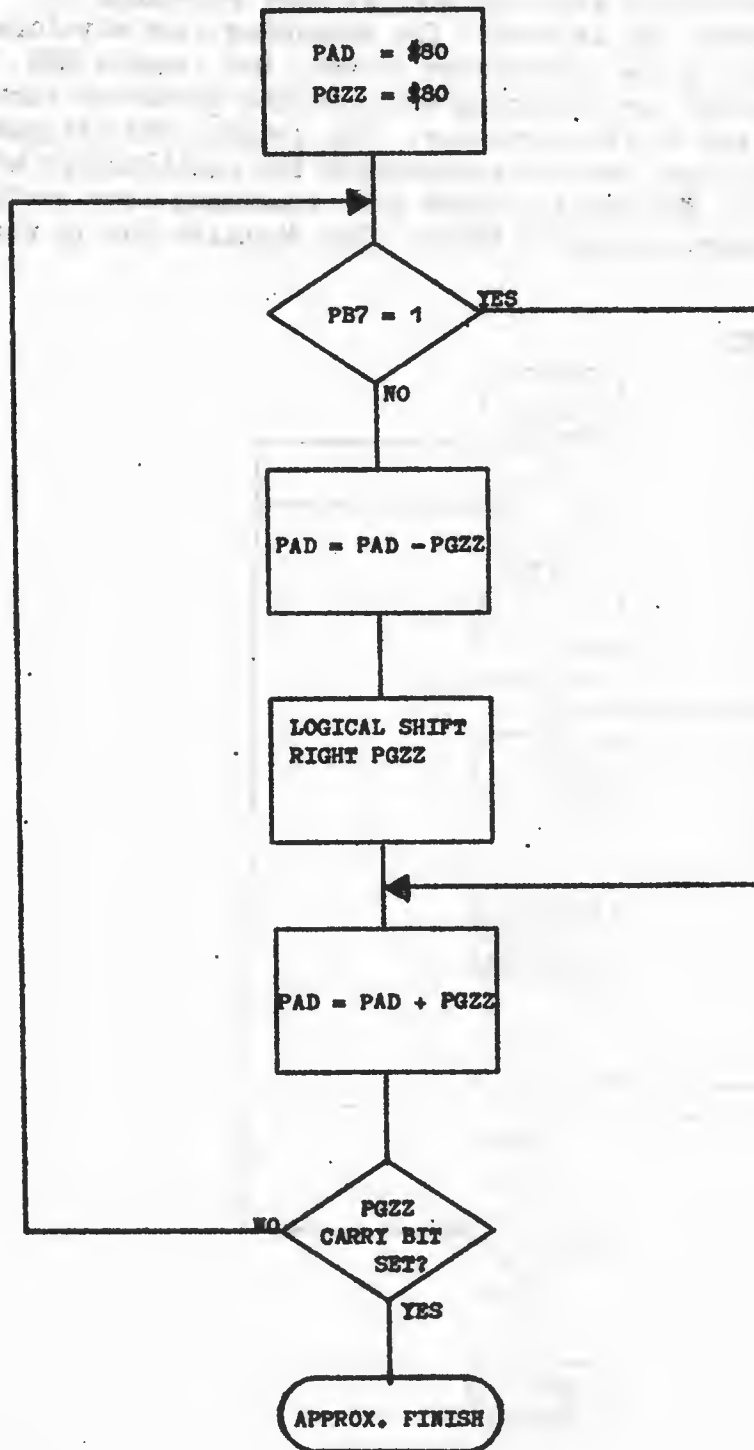 PAD = $80
PGZZ = $80
PB7 = 1
YES
NO
PAD = PAD - PGZZ
LOGICAL SHIFT
RIGHT PGZZ
PAD = PAD + PGZZ
PGZZ
CARRY BIT
SET?
NO
YES
APPROX. FINISH